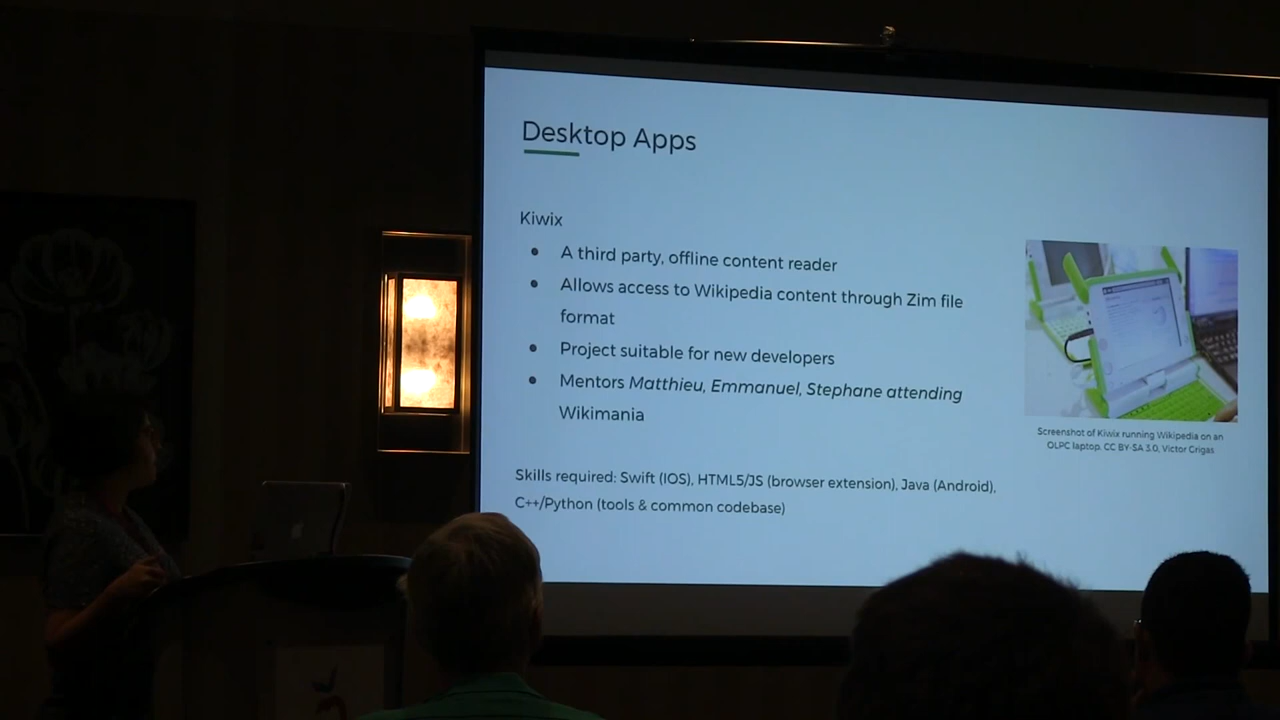 Desktop Apps
Kiwix
● A third party, offline content reader
● Allows access to Wikipedia content through Zim file
format
● Project suitable for new developers
● Mentors Matthieu, Emmanuel, Stephane attending
Wikimania
Screenshot of Kiwix running Wikipedia on an
OLPC laptop. CC BY-SA 3.0, Victor Grigas
Skills required: Swift (IOS), HTML5/JS (browser extension), Java (Android),
C++/Python (tools & common codebase)